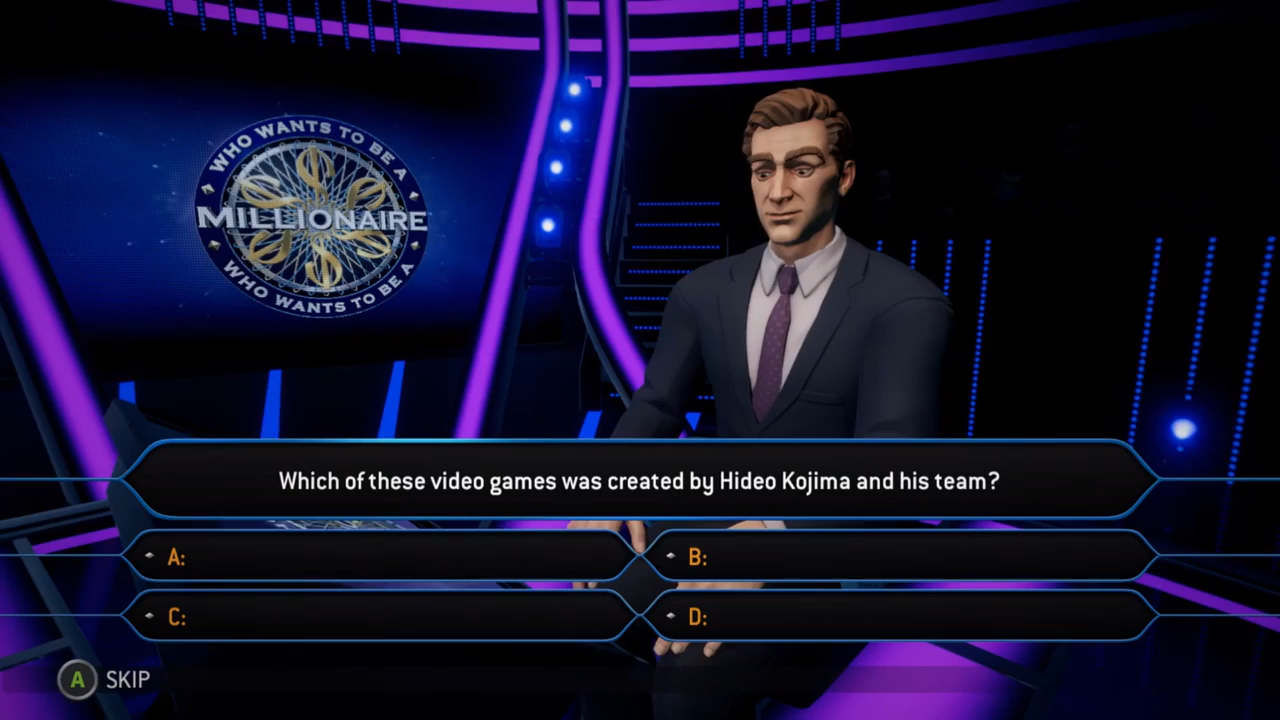 WHO WANTS TO BE A
MILLIONAIRE
WHO WANTS TO BE A
Which of these video games was created by Hideo Kojima and his team?
A:
B:
C:
D:
A SKIP